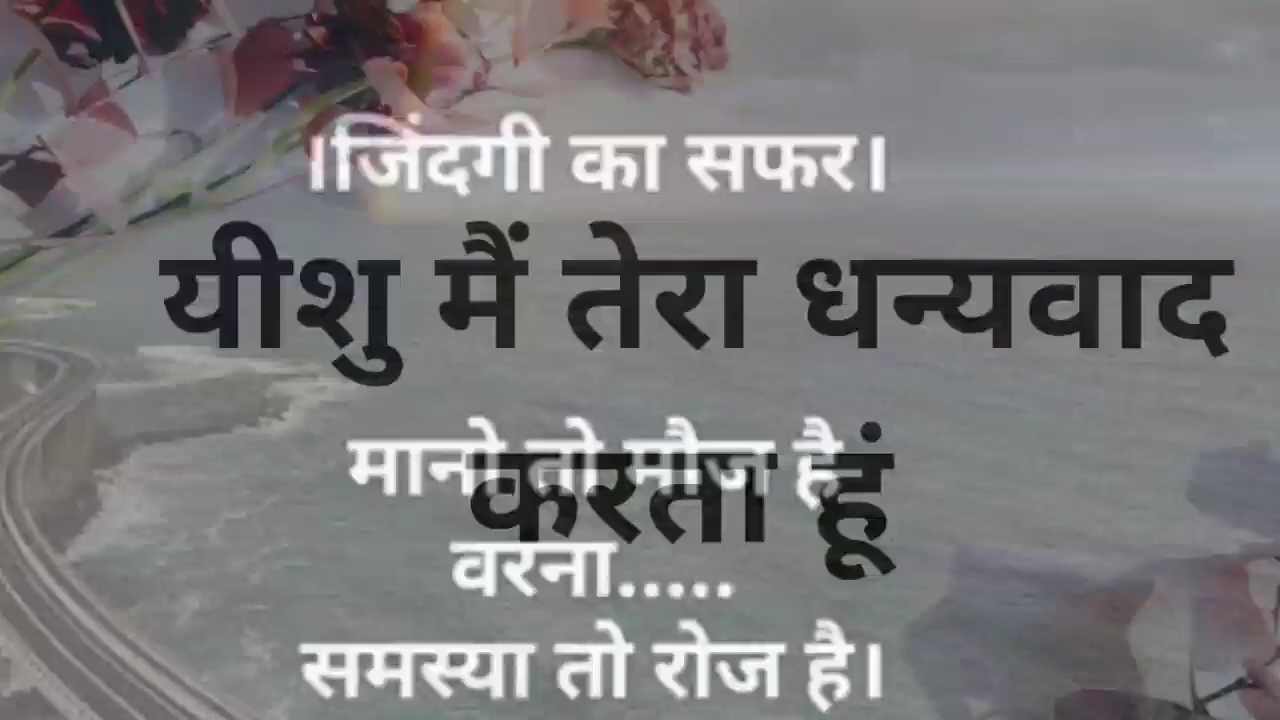 ।जिंदगी का सफर।
यीशु मैं तेरा धन्यवाद
मानो तो मौज है
करता हूं
वरना.....
समस्या तो रोज है।